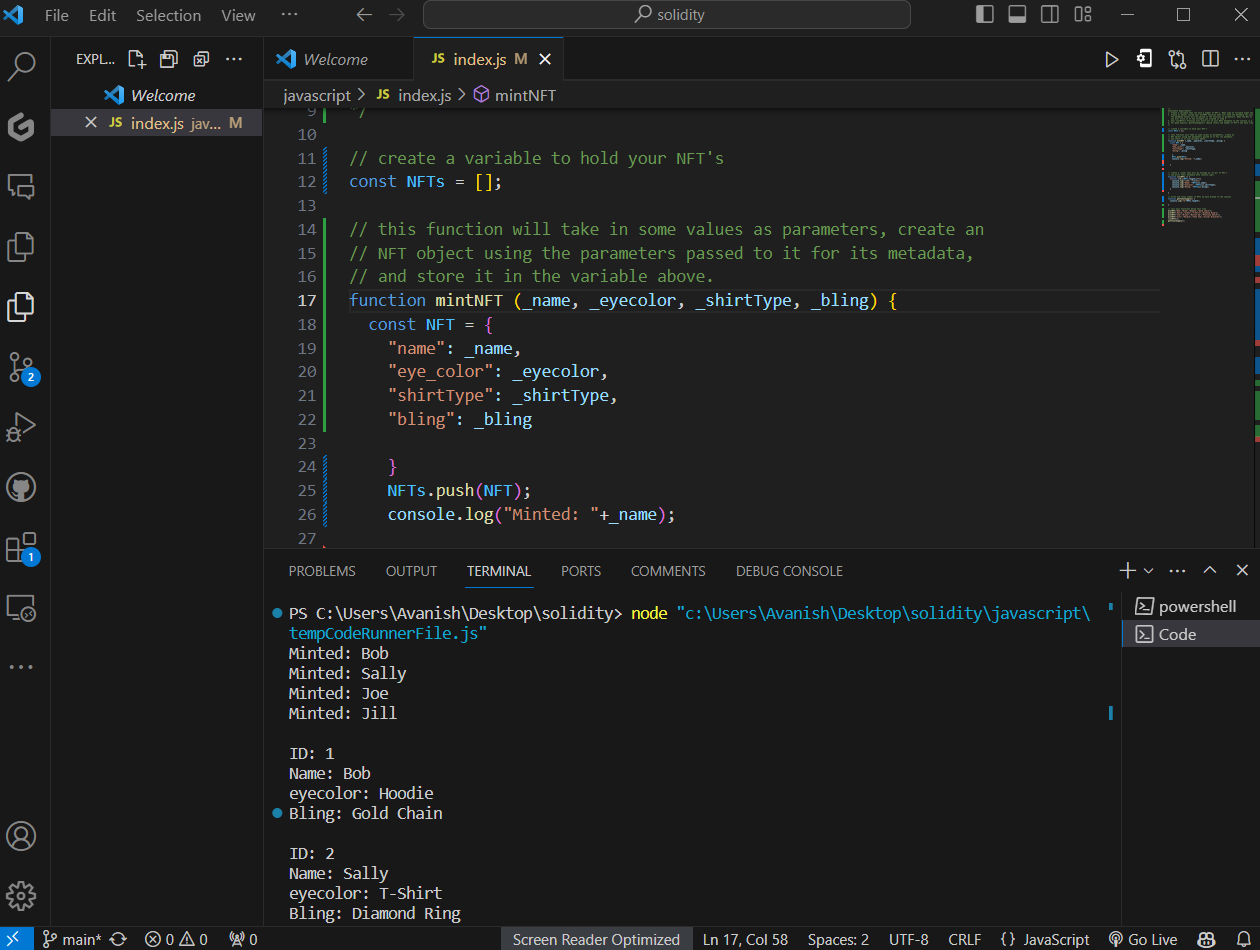 File Edit Selection View ··· solidity
EXPL... ···
Welcome
index.js jav... M
Welcome
JS index.js M
javascript > JS index.js > mintNFT
9 */
10
11 // create a variable to hold your NFT's
12 const NFTs = [];
13
14 // this function will take in some values as parameters, create an
15 // NFT object using the parameters passed to it for its metadata,
16 // and store it in the variable above.
17 function mintNFT (_name, _eyecolor, _shirtType, _bling) {
18 const NFT = {
19 "name": _name,
20 "eye_color": _eyecolor,
21 "shirtType": _shirtType,
22 "bling": _bling
23
24 }
25 NFTs.push(NFT);
26 console.log("Minted: "+_name);
27
2
1
PROBLEMS OUTPUT TERMINAL PORTS COMMENTS DEBUG CONSOLE
PS C:\Users\Avanish\Desktop\solidity> node "c:\Users\Avanish\Desktop\solidity\javascript\
tempCodeRunnerFile.js"
Minted: Bob
Minted: Sally
Minted: Joe
Minted: Jill
ID: 1
Name: Bob
eyecolor: Hoodie
Bling: Gold Chain
ID: 2
Name: Sally
eyecolor: T-Shirt
Bling: Diamond Ring
powershell
Code
main* 0 0 0 Screen Reader Optimized Ln 17, Col 58 Spaces: 2 UTF-8 CRLF {} JavaScript Go Live